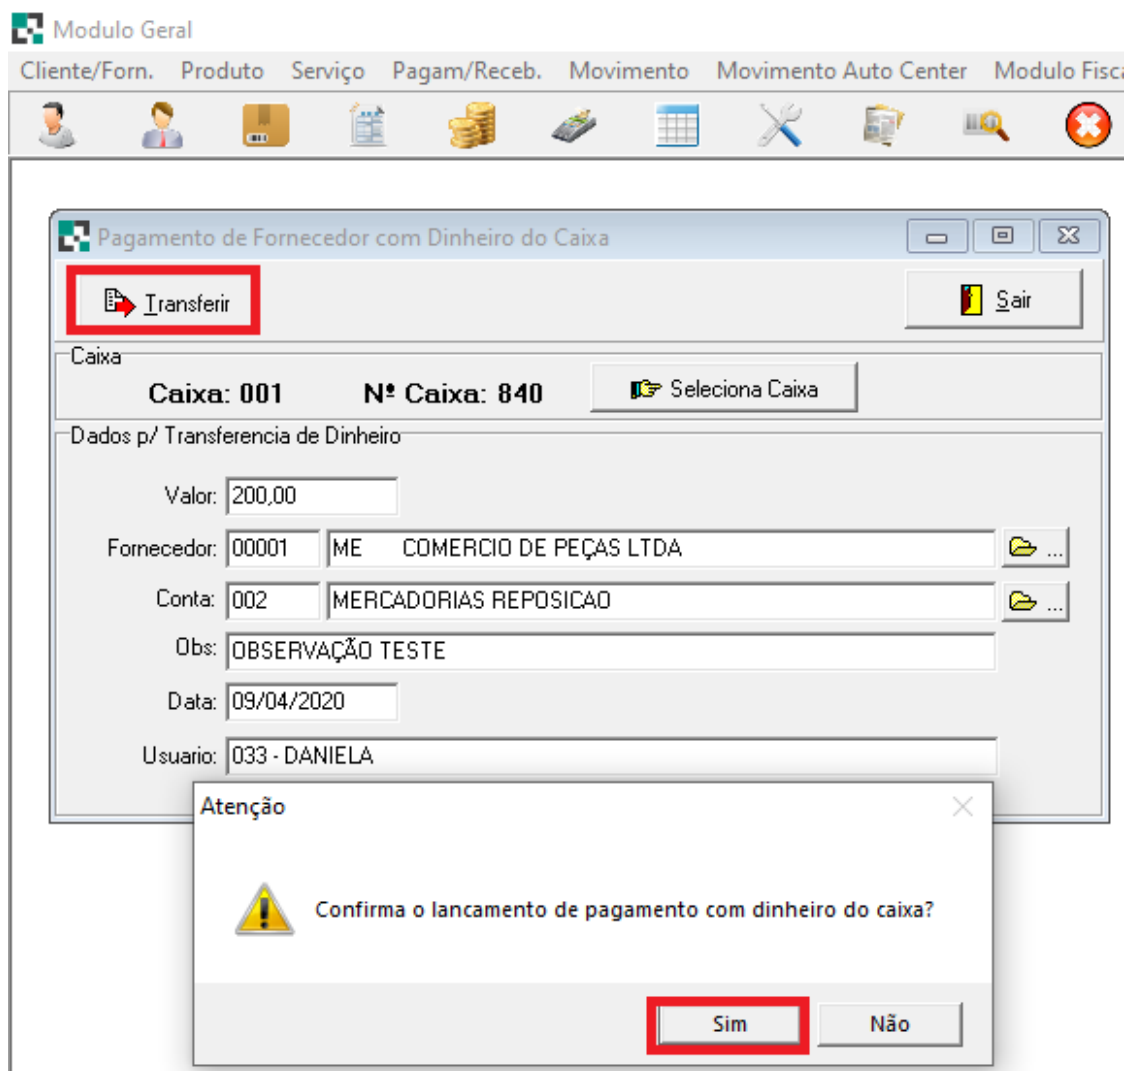 Modulo Geral
Cliente/Forn. Produto Serviço Pagam/Receb. Movimento Movimento Auto Center Modulo Fisca
Pagamento de Fornecedor com Dinheiro do Caixa
Transferir Sair
Caixa
Caixa: 001 Nº Caixa: 840 Seleciona Caixa
Dados p/ Transferencia de Dinheiro
Valor: 200,00
Fornecedor: 00001 ME COMERCIO DE PEÇAS LTDA ...
Conta: 002 MERCADORIAS REPOSICAO ...
Obs: OBSERVAÇÃO TESTE
Data: 09/04/2020
Usuario: 033 - DANIELA
Atenção
Confirma o lancamento de pagamento com dinheiro do caixa?
Sim Não